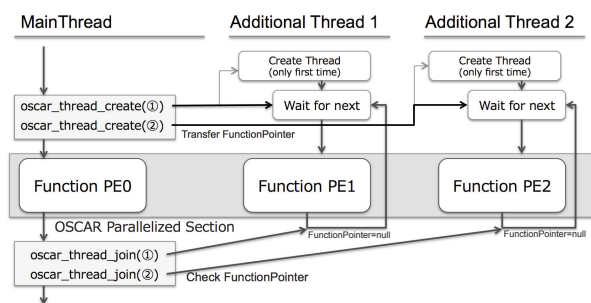 MainThread
Additional Thread 1
Additional Thread 2
Create Thread
(only first time)
Create Thread
(only first time)
oscar_thread_create(①)
oscar_thread_create(②)
Wait for next
Wait for next
Transfer FunctionPointer
Function PE0
Function PE1
Function PE2
OSCAR Parallelized Section
FunctionPointer=null
FunctionPointer=null
oscar_thread_join(①)
oscar_thread_join(②)
Check FunctionPointer